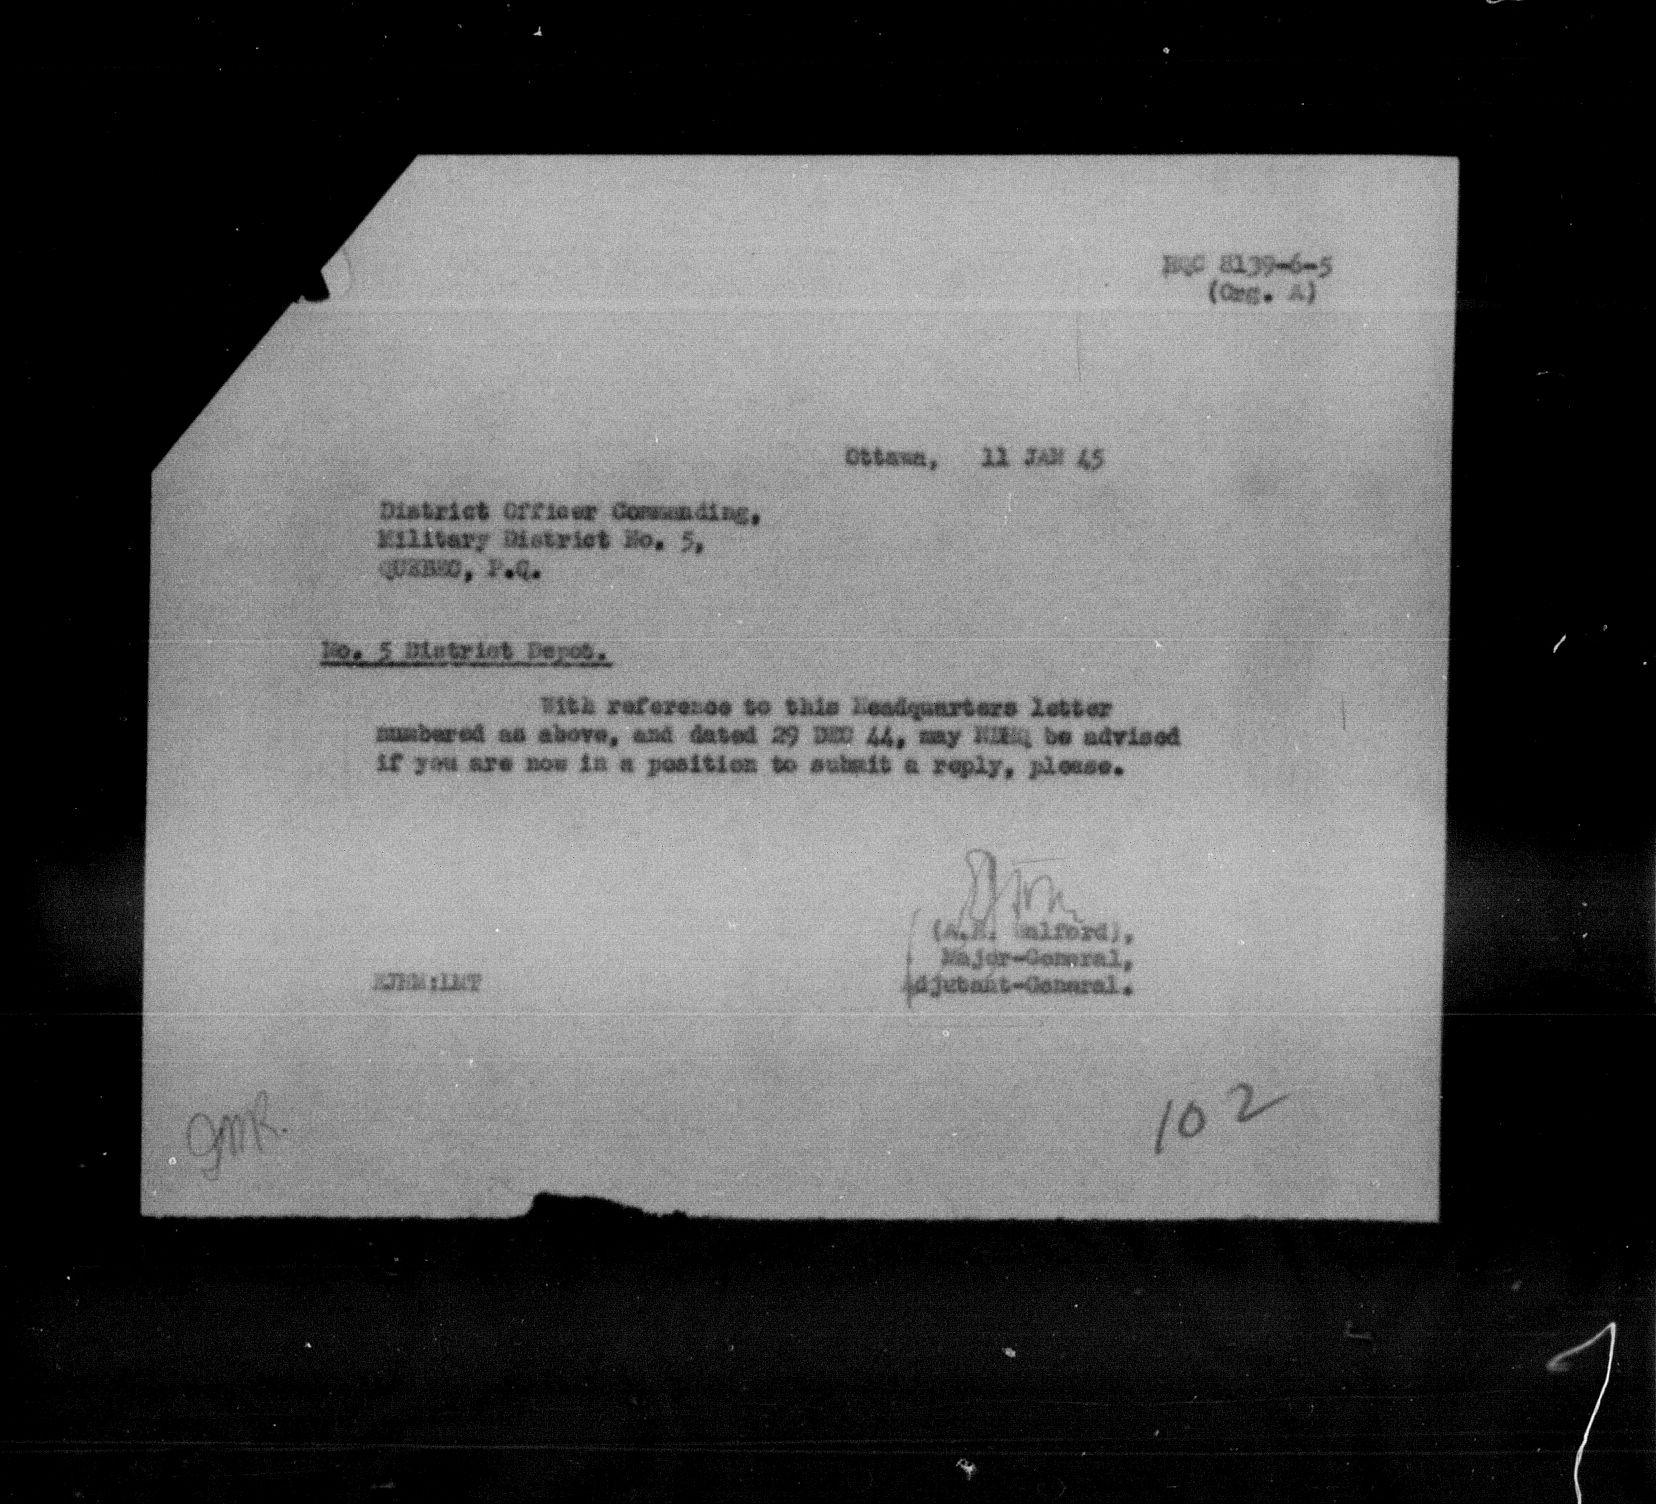 HQC 8139-6-5
(Org. A)
Ottawa, 11 JAN 45
District Officer Commanding,
Military District No. 5,
QUEBEC, P.Q.
No. 5 District Depot.
With reference to this Headquarters letter
numbered as above, and dated 29 DEC 44, may NDHQ be advised
if you are now in a position to submit a reply, please.
(A.E. Walford),
Major-General,
Adjutant-General.
GMR.
102